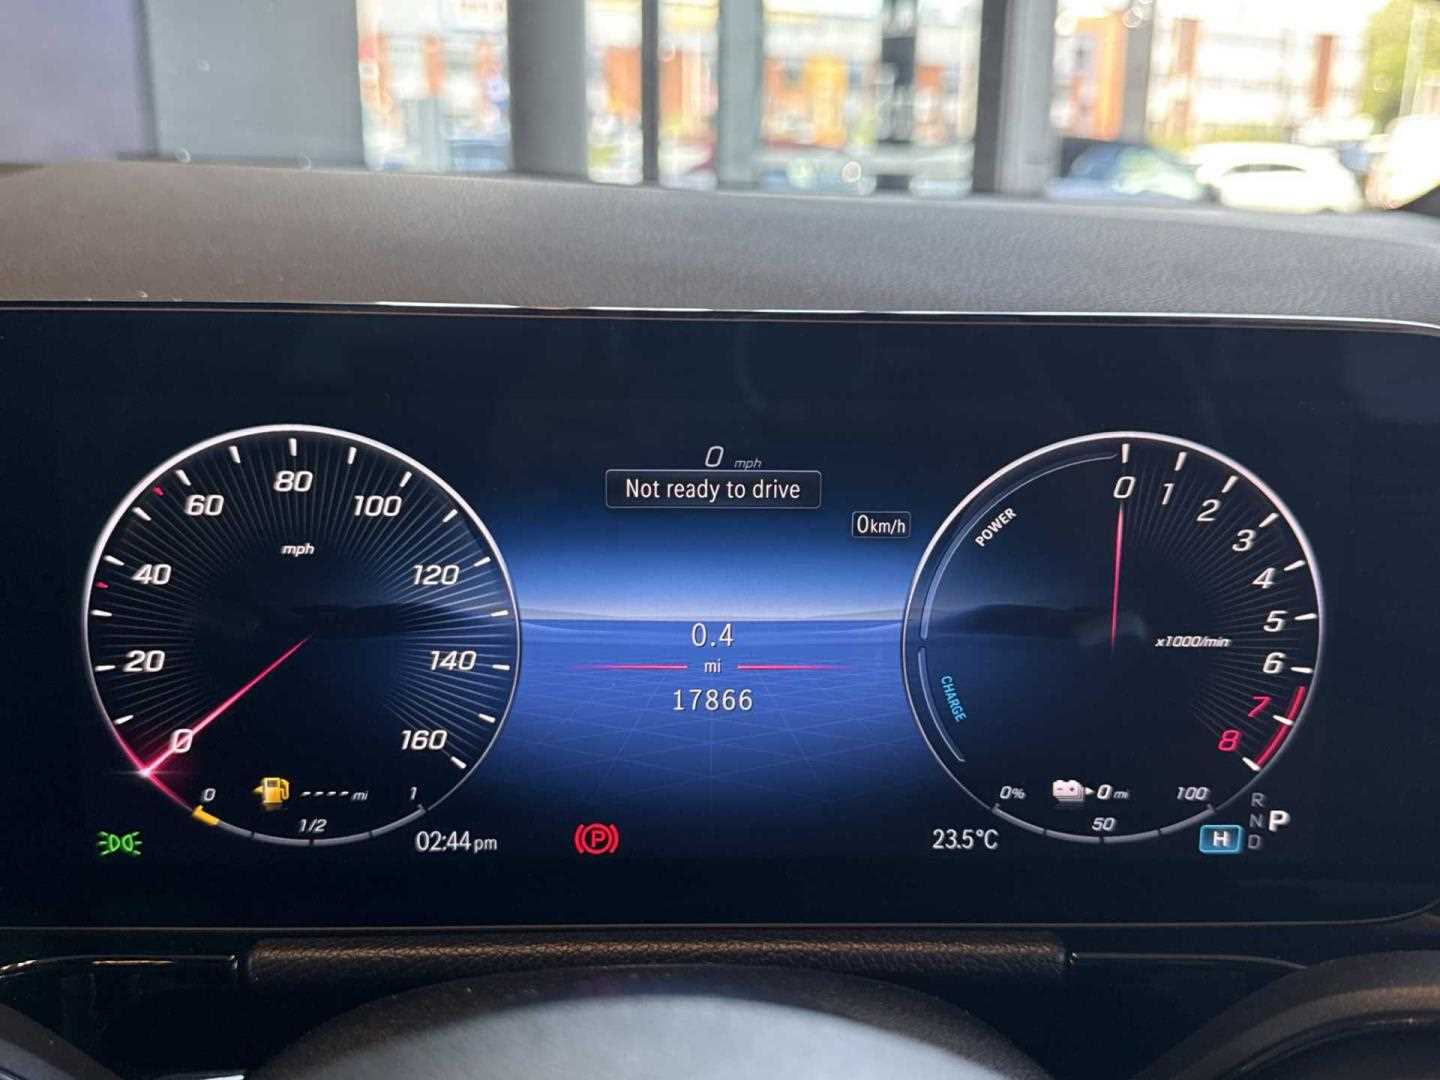 0 mph
Not ready to drive
0km/h
80
60
100
mph
40
120
20
140
0
160
0
---- mi
1
1/2
02:44pm
P
0.4
mi
17866
POWER
0
1
2
3
4
5
x1000/min
6
7
8
CHARGE
0%
0 mi
100
50
23.5°C
H
R
N
D
P